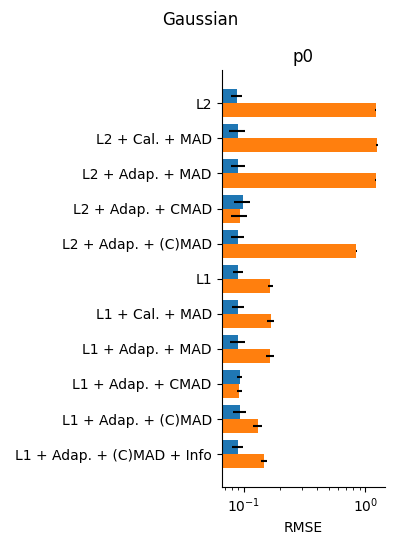 Gaussian
p0
L2
L2 + Cal. + MAD
L2 + Adap. + MAD
L2 + Adap. + CMAD
L2 + Adap. + (C)MAD
L1
L1 + Cal. + MAD
L1 + Adap. + MAD
L1 + Adap. + CMAD
L1 + Adap. + (C)MAD
L1 + Adap. + (C)MAD + Info
10⁻¹ 10⁰
RMSE